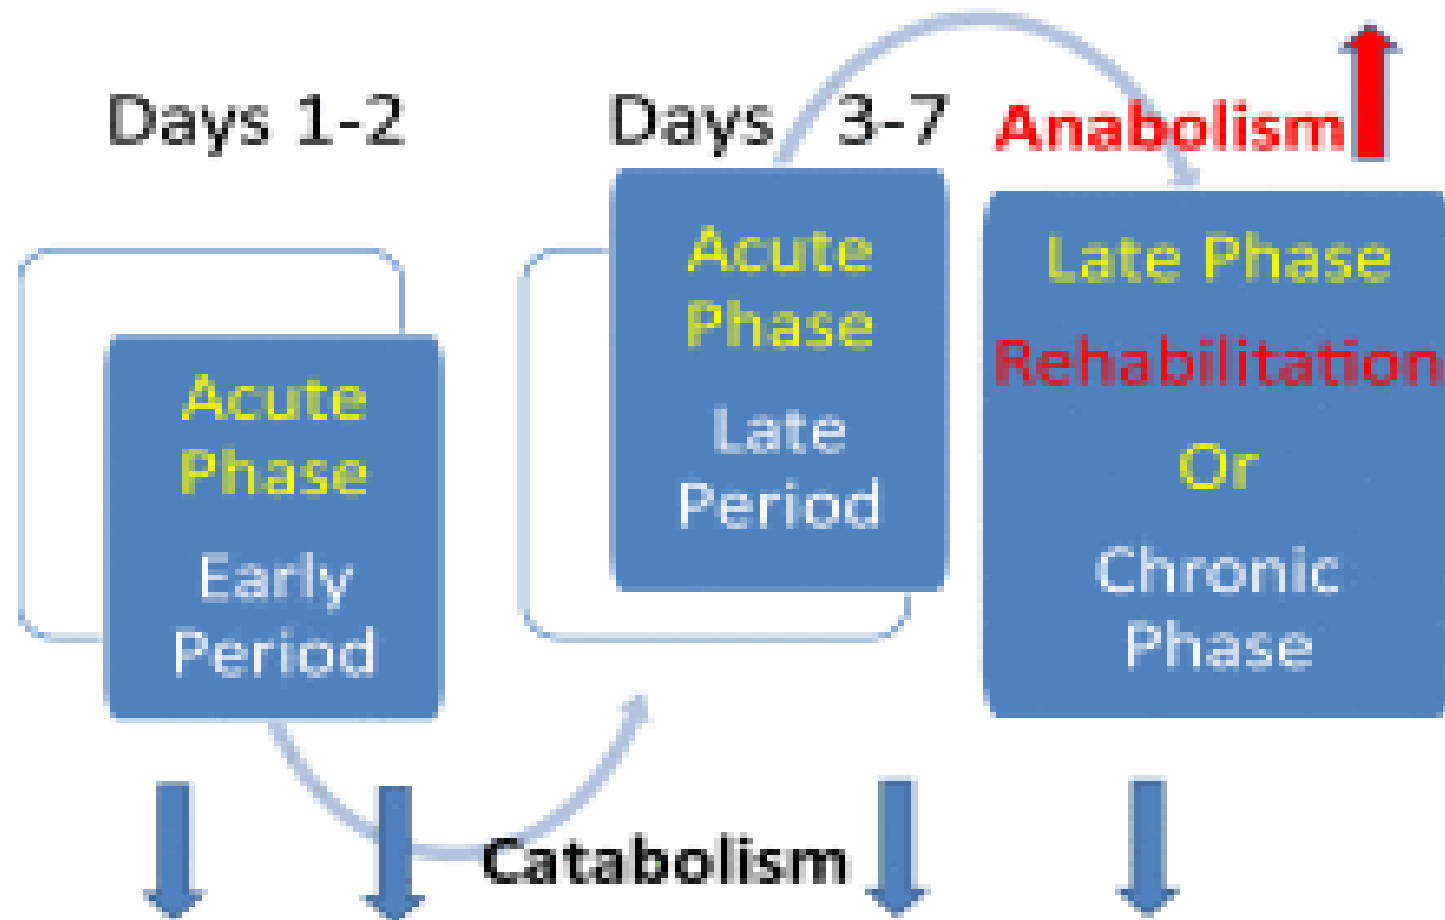 Days 1-2
Acute
Phase
Early
Period
Days 3-7
Acute
Phase
Late
Period
Anabolism
Late Phase
Rehabilitation
Or
Chronic
Phase
Catabolism